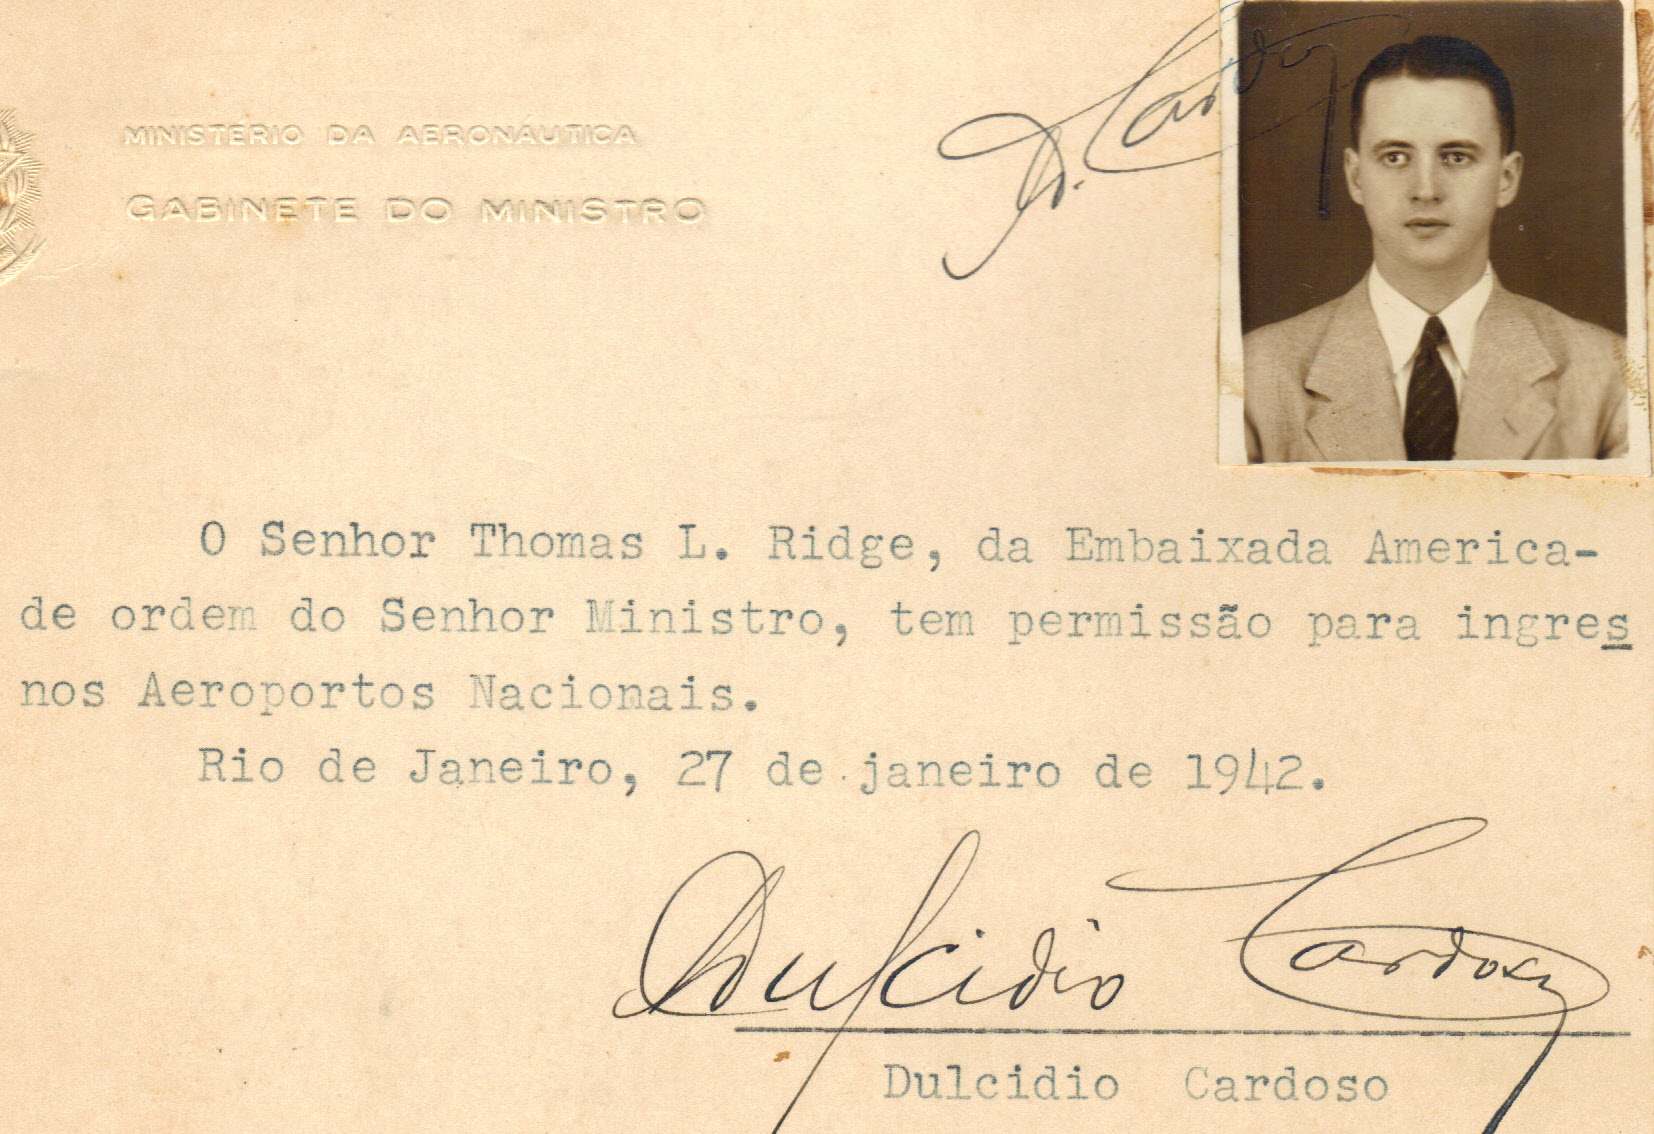 MINISTÉRIO DA AERONÁUTICA
GABINETE DO MINISTRO
D. Cardoso
O Senhor Thomas L. Ridge, da Embaixada America-
de ordem do Senhor Ministro, tem permissão para ingres
nos Aeroportos Nacionais.
Rio de Janeiro, 27 de janeiro de 1942.
Dulcidio Cardoso
Dulcidio Cardoso